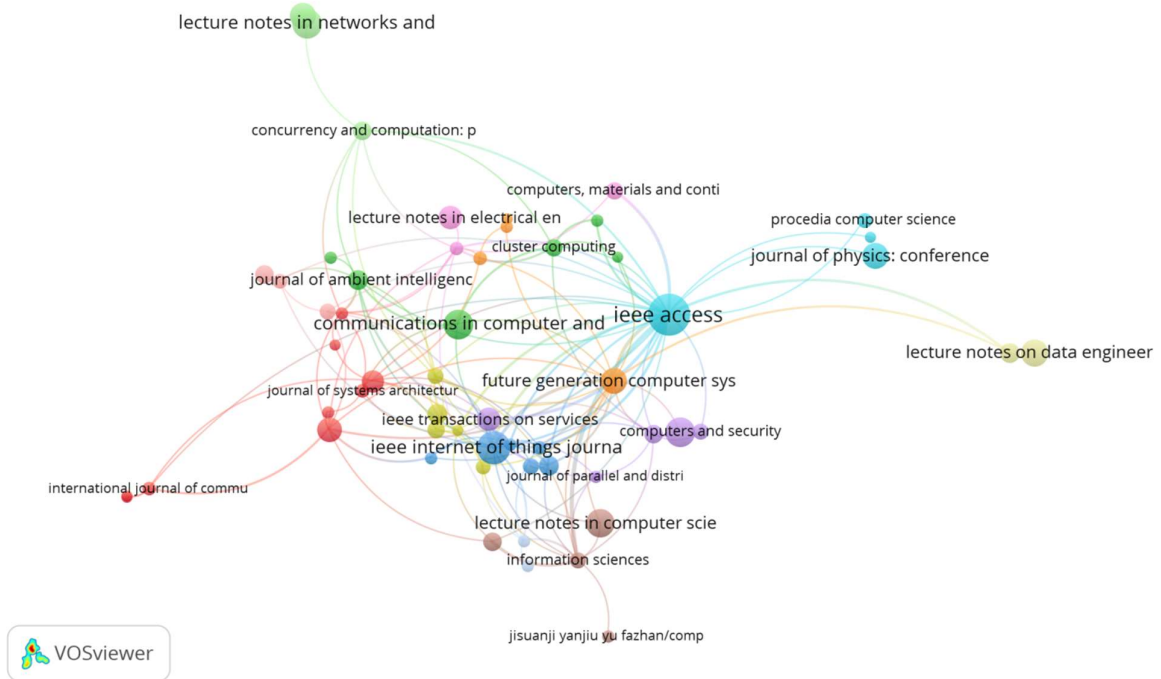 lecture notes in networks and
concurrency and computation: p
computers, materials and conti
lecture notes in electrical en
procedia computer science
cluster computing
journal of physics: conference
journal of ambient intelligenc
ieee access
communications in computer and
lecture notes on data engineer
future generation computer sys
journal of systems architectur
ieee transactions on services
computers and security
ieee internet of things journa
journal of parallel and distri
international journal of commu
lecture notes in computer scie
information sciences
jisuanji yanjiu yu fazhan/comp
VOSviewer